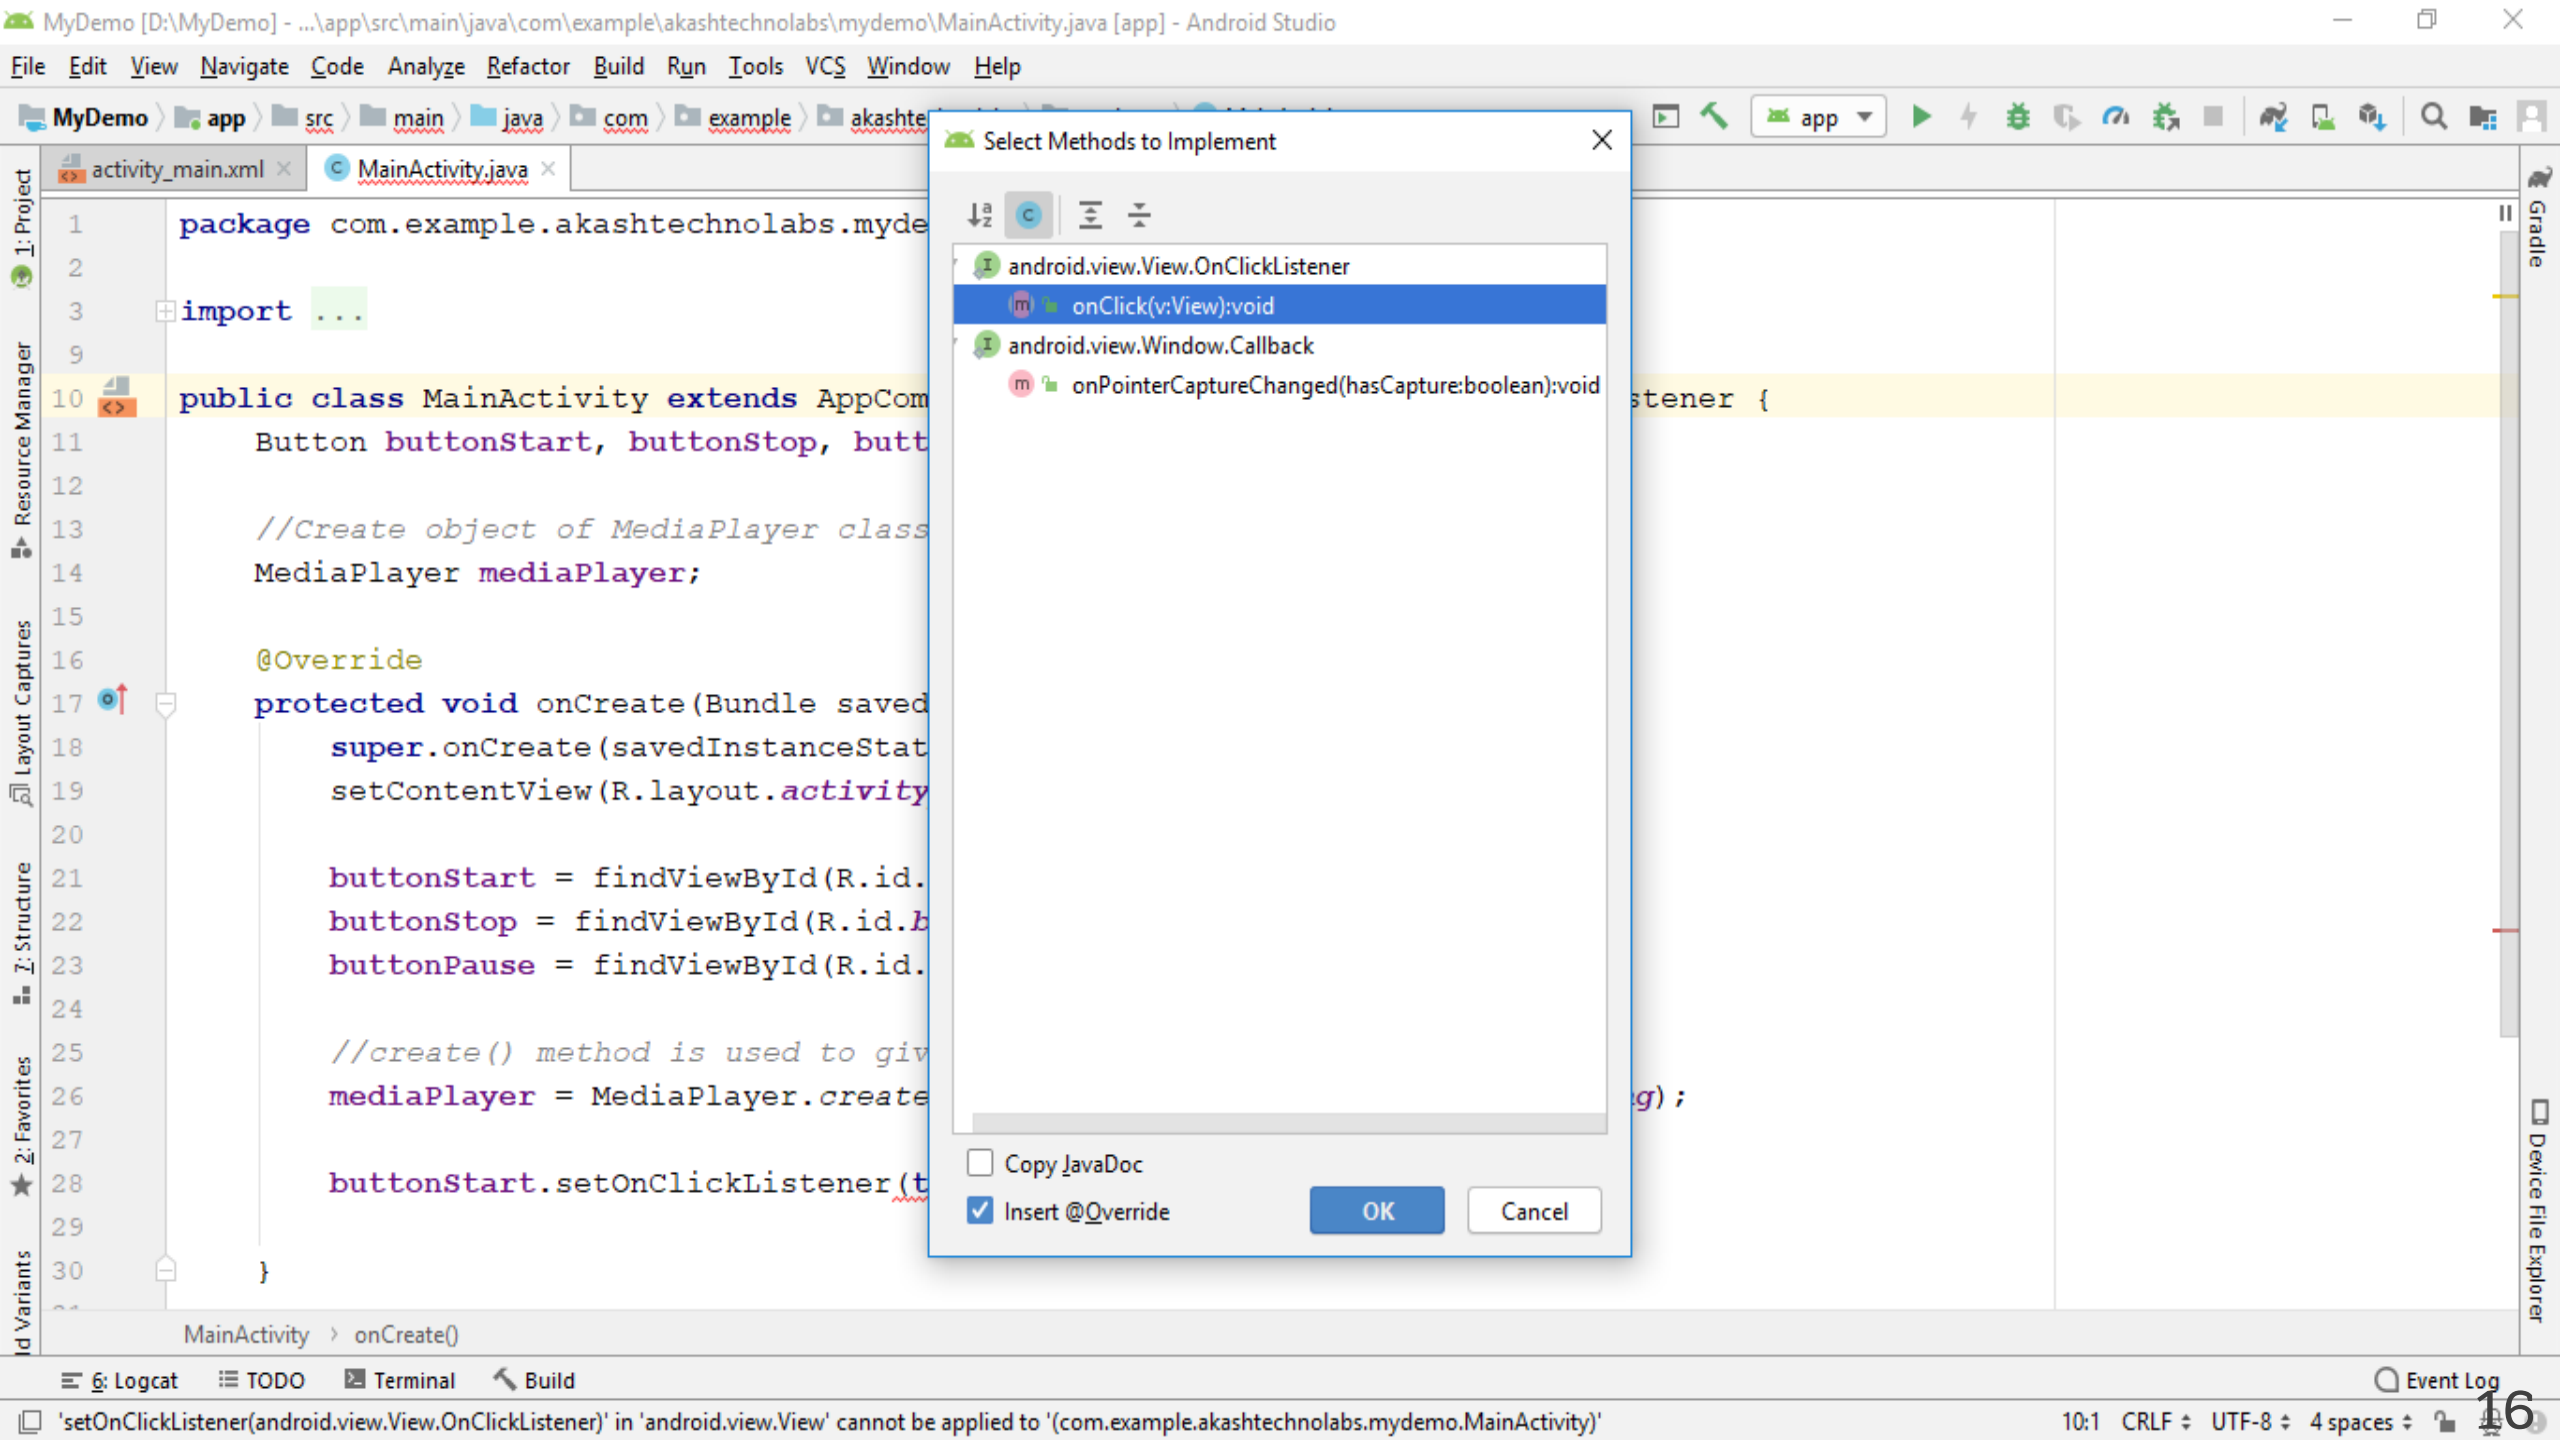 MyDemo [D:\MyDemo] - ...\app\src\main\java\com\example\akashtechnolabs\mydemo\MainActivity.java [app] - Android Studio
File Edit View Navigate Code Analyze Refactor Build Run Tools VCS Window Help
MyDemo app src main java com example akashte app
activity_main.xml MainActivity.java
1 package com.example.akashtechnolabs.myde
2
3 import ...
9
10 public class MainActivity extends AppCom stener {
11 Button buttonStart, buttonStop, butt
12
13 //Create object of MediaPlayer class
14 MediaPlayer mediaPlayer;
15
16 @Override
17 protected void onCreate(Bundle saved
18 super.onCreate(savedInstanceStat
19 setContentView(R.layout.activity
20
21 buttonStart = findViewById(R.id.
22 buttonStop = findViewById(R.id.b
23 buttonPause = findViewById(R.id.
24
25 //create() method is used to giv
26 mediaPlayer = MediaPlayer.create g);
27
28 buttonStart.setOnClickListener(t
29
30 }
Select Methods to Implement
android.view.View.OnClickListener
onClick(v:View):void
android.view.Window.Callback
onPointerCaptureChanged(hasCapture:boolean):void
Copy JavaDoc
Insert @Override
OK Cancel
1: Project
Resource Manager
Layout Captures
7: Structure
2: Favorites
ld Variants
Gradle
Device File Explorer
MainActivity › onCreate()
6: Logcat TODO Terminal Build Event Log
'setOnClickListener(android.view.View.OnClickListener)' in 'android.view.View' cannot be applied to '(com.example.akashtechnolabs.mydemo.MainActivity)' 10:1 CRLF UTF-8 4 spaces
16